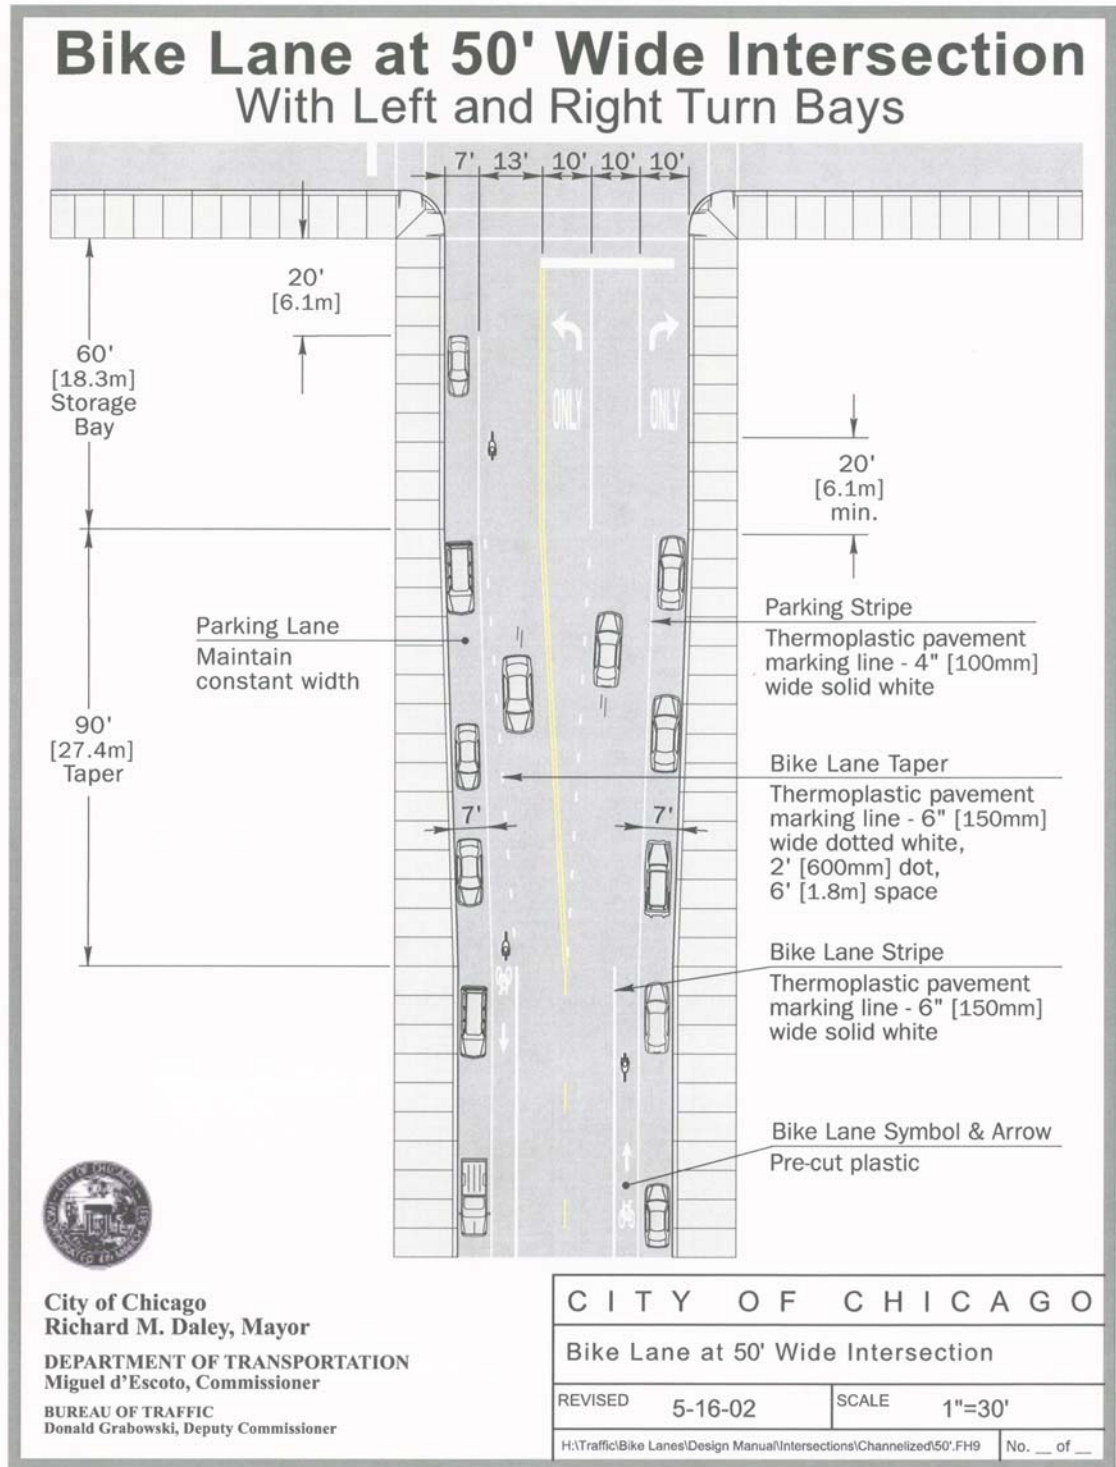 Bike Lane at 50' Wide Intersection
With Left and Right Turn Bays
7' 13' 10' 10' 10'
20'
[6.1m]
60'
[18.3m]
Storage
Bay
ONLY ONLY
20'
[6.1m]
min.
Parking Lane
Maintain
constant width
Parking Stripe
Thermoplastic pavement
marking line - 4" [100mm]
wide solid white
90'
[27.4m]
Taper
7' 7'
Bike Lane Taper
Thermoplastic pavement
marking line - 6" [150mm]
wide dotted white,
2' [600mm] dot,
6' [1.8m] space
Bike Lane Stripe
Thermoplastic pavement
marking line - 6" [150mm]
wide solid white
Bike Lane Symbol & Arrow
Pre-cut plastic
CITY OF CHICAGO
City of Chicago
Richard M. Daley, Mayor
DEPARTMENT OF TRANSPORTATION
Miguel d'Escoto, Commissioner
BUREAU OF TRAFFIC
Donald Grabowski, Deputy Commissioner
CITY OF CHICAGO
Bike Lane at 50' Wide Intersection
REVISED 5-16-02 SCALE 1"=30'
H:\Traffic\Bike Lanes\Design Manual\Intersections\Channelized\50'.FH9 No. __ of __